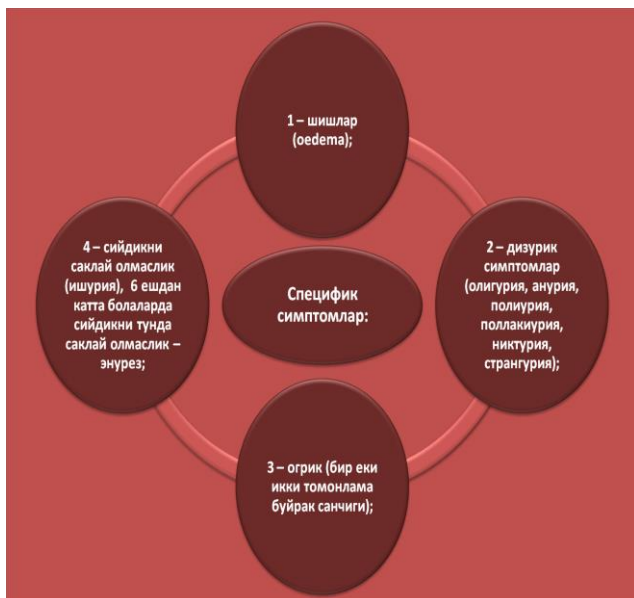 1 – шишлар
(oedema);
2 – дизурик
симптомлар
(олигурия, анурия,
полиурия,
поллакиурия,
никтурия,
странгурия);
3 – огрик (бир еки
икки томонлама
буйрак санчиги);
4 – сийдикни
саклай олмаслик
(ишурия),  6 ешдан
катта болаларда
сийдикни тунда
саклай олмаслик –
энурез;
Специфик
симптомлар: